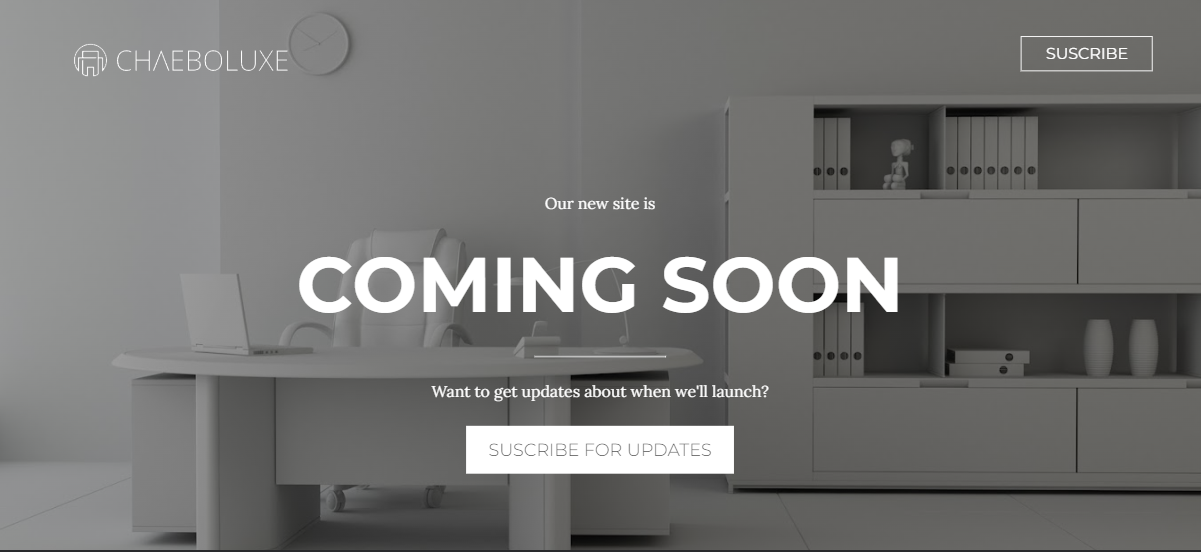 CHAEBOLUXE
SUSCRIBE
Our new site is
COMING SOON
Want to get updates about when we'll launch?
SUSCRIBE FOR UPDATES